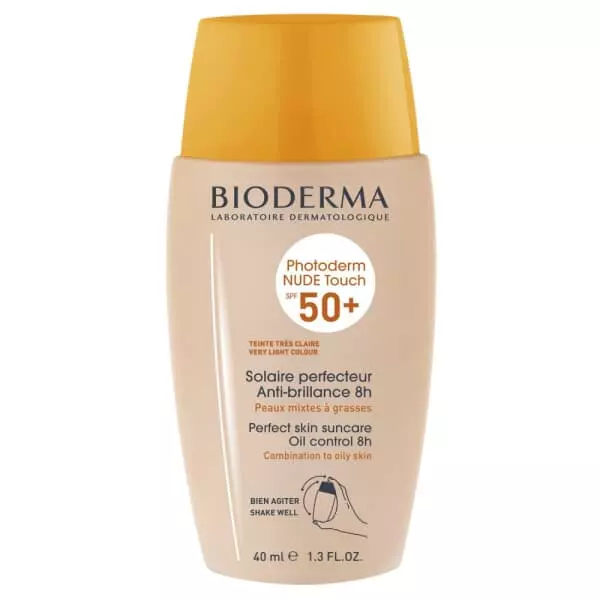 BIODERMA
LABORATOIRE DERMATOLOGIQUE
Photoderm
NUDE Touch
SPF 50+
TEINTE TRÈS CLAIRE
VERY LIGHT COLOUR
Solaire perfecteur
Anti-brillance 8h
Peaux mixtes à grasses
Perfect skin suncare
Oil control 8h
Combination to oily skin
BIEN AGITER
SHAKE WELL
40 ml ℮ 1.3 FL.OZ.